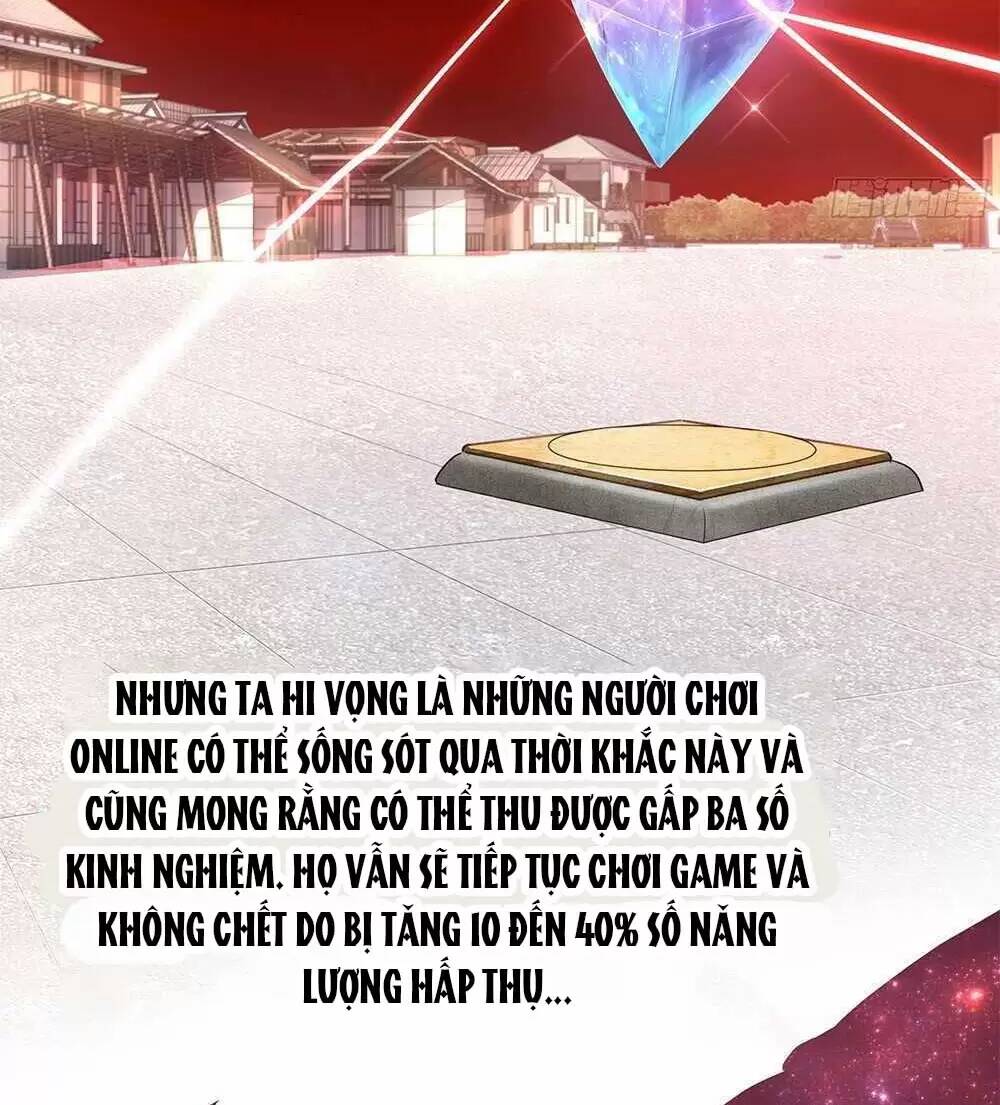 NHƯNG TA HI VỌNG LÀ NHỮNG NGƯỜI CHƠI
ONLINE CÓ THỂ SỐNG SÓT QUA THỜI KHẮC NÀY VÀ
CŨNG MONG RẰNG CÓ THỂ THU ĐƯỢC GẤP BA SỐ
KINH NGHIỆM. HỌ VẪN SẼ TIẾP TỤC CHƠI GAME VÀ
KHÔNG CHẾT DO BỊ TĂNG 10 ĐẾN 40% SỐ NĂNG
LƯỢNG HẤP THỤ...